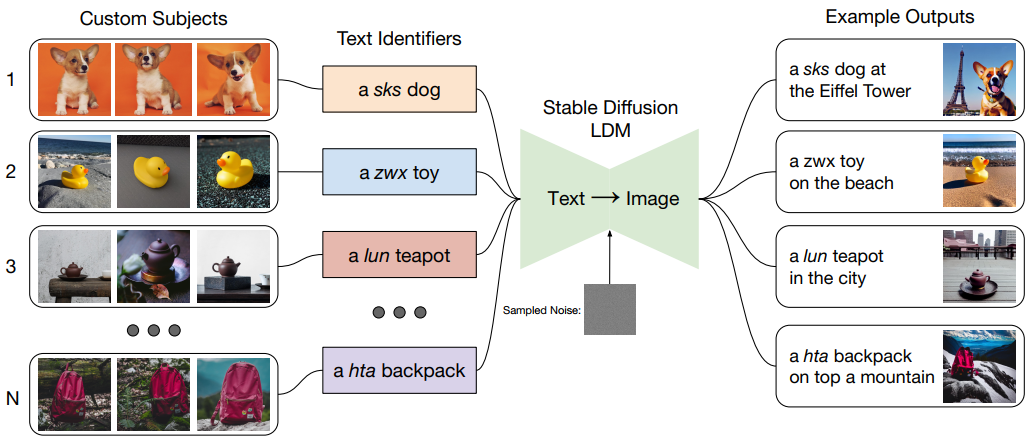 Custom Subjects
Text Identifiers
Stable Diffusion
LDM
Example Outputs
1
2
3
N
a sks dog
a zwx toy
a lun teapot
a hta backpack
Text → Image
Sampled Noise:
a sks dog at
the Eiffel Tower
a zwx toy
on the beach
a lun teapot
in the city
a hta backpack
on top a mountain